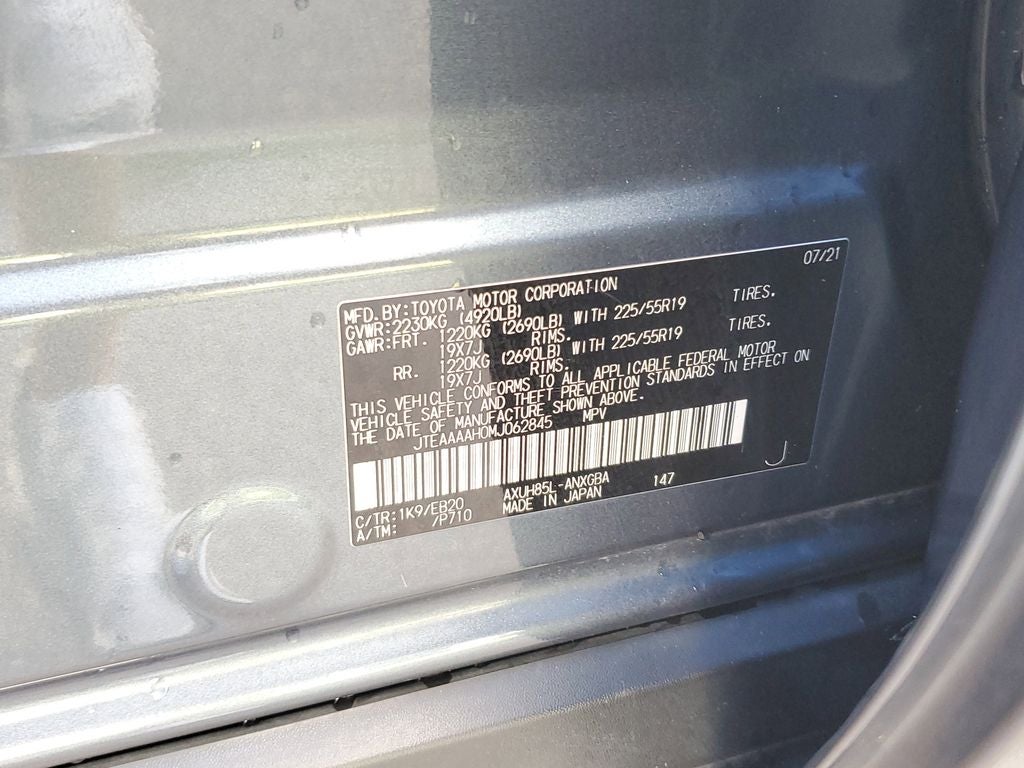 07/21
MFD. BY: TOYOTA MOTOR CORPORATION
GVWR: 2230KG (4920LB)
GAWR: FRT. 1220KG (2690LB) WITH 225/55R19 TIRES.
19X7J RIMS.
RR. 1220KG (2690LB) WITH 225/55R19 TIRES.
19X7J RIMS.
THIS VEHICLE CONFORMS TO ALL APPLICABLE FEDERAL MOTOR
VEHICLE SAFETY AND THEFT PREVENTION STANDARDS IN EFFECT ON
THE DATE OF MANUFACTURE SHOWN ABOVE.
JTEAAAAH0MJ062845 MPV
C/TR: 1K9/EB20 AXUH85L-ANXGBA 147 J
A/TM: /P710 MADE IN JAPAN